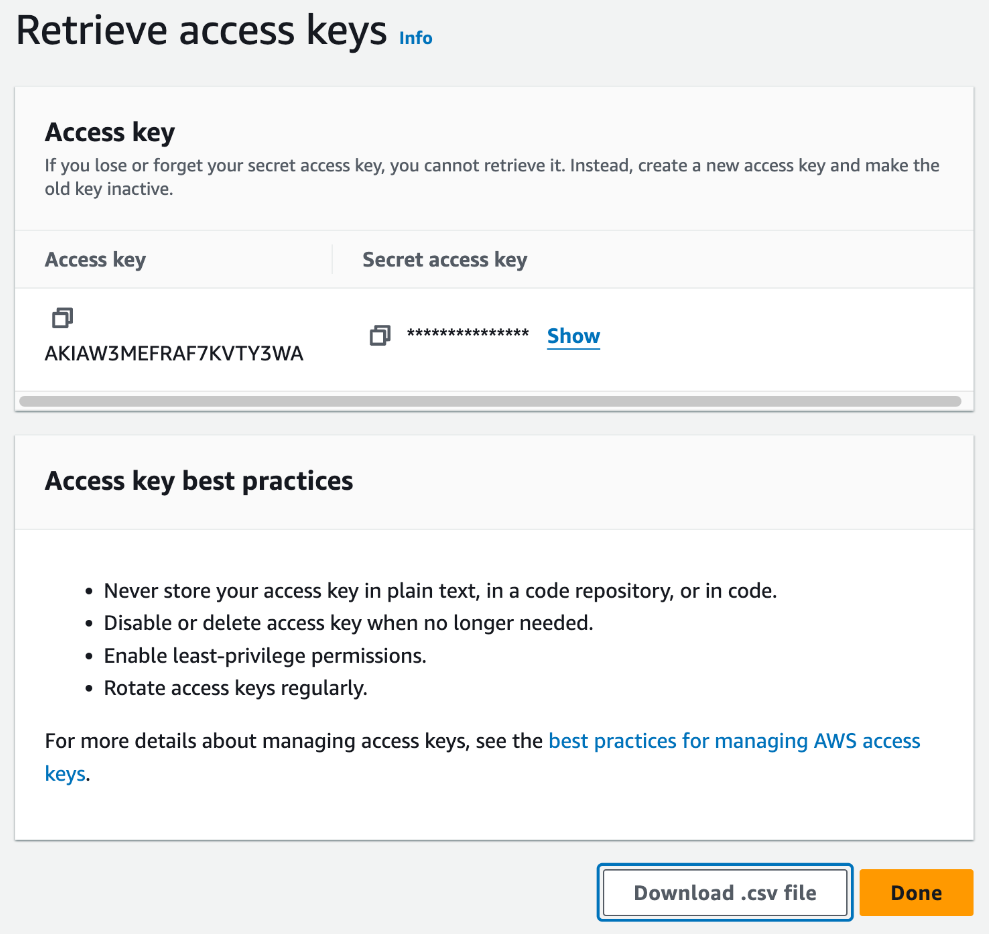 Retrieve access keys Info
Access key
If you lose or forget your secret access key, you cannot retrieve it. Instead, create a new access key and make the
old key inactive.
Access key Secret access key
*************** Show
AKIAW3MEFRAF7KVTY3WA
Access key best practices
• Never store your access key in plain text, in a code repository, or in code.
• Disable or delete access key when no longer needed.
• Enable least-privilege permissions.
• Rotate access keys regularly.
For more details about managing access keys, see the best practices for managing AWS access
keys.
Download .csv file Done